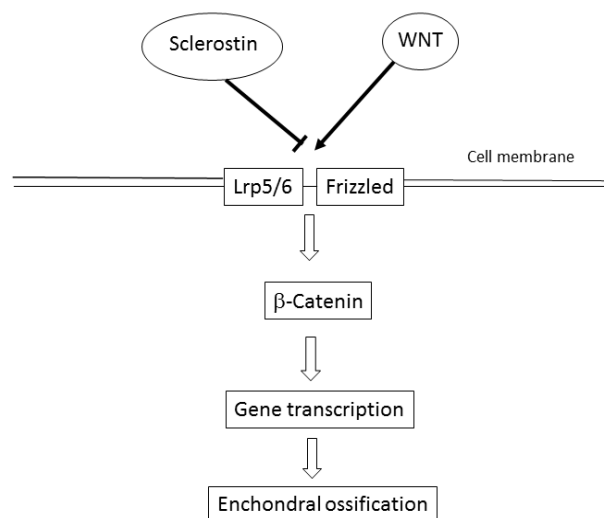 Sclerostin
WNT
Cell membrane
Lrp5/6
Frizzled
β-Catenin
Gene transcription
Enchondral ossification